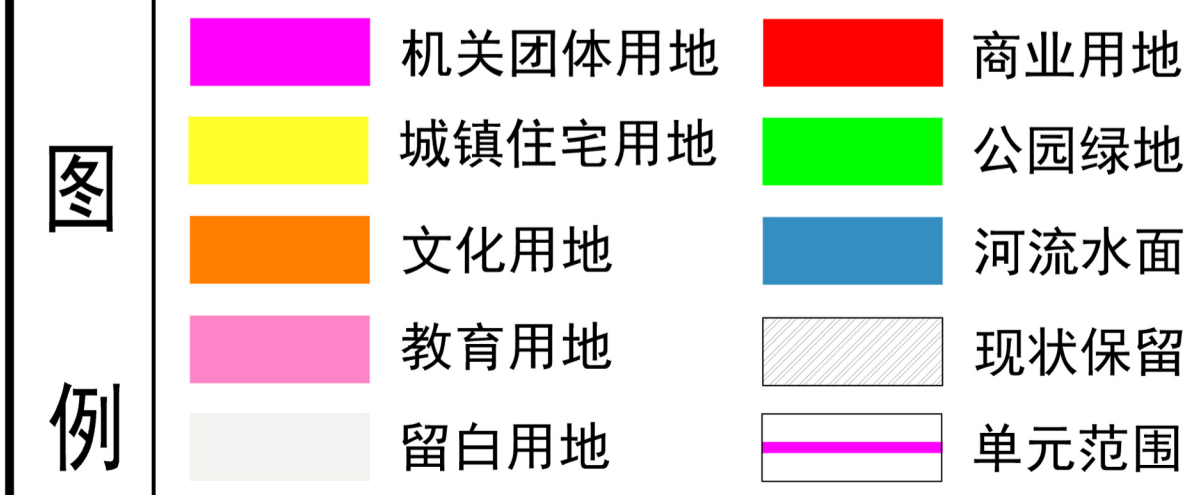 图例
机关团体用地
商业用地
城镇住宅用地
公园绿地
文化用地
河流水面
教育用地
现状保留
留白用地
单元范围